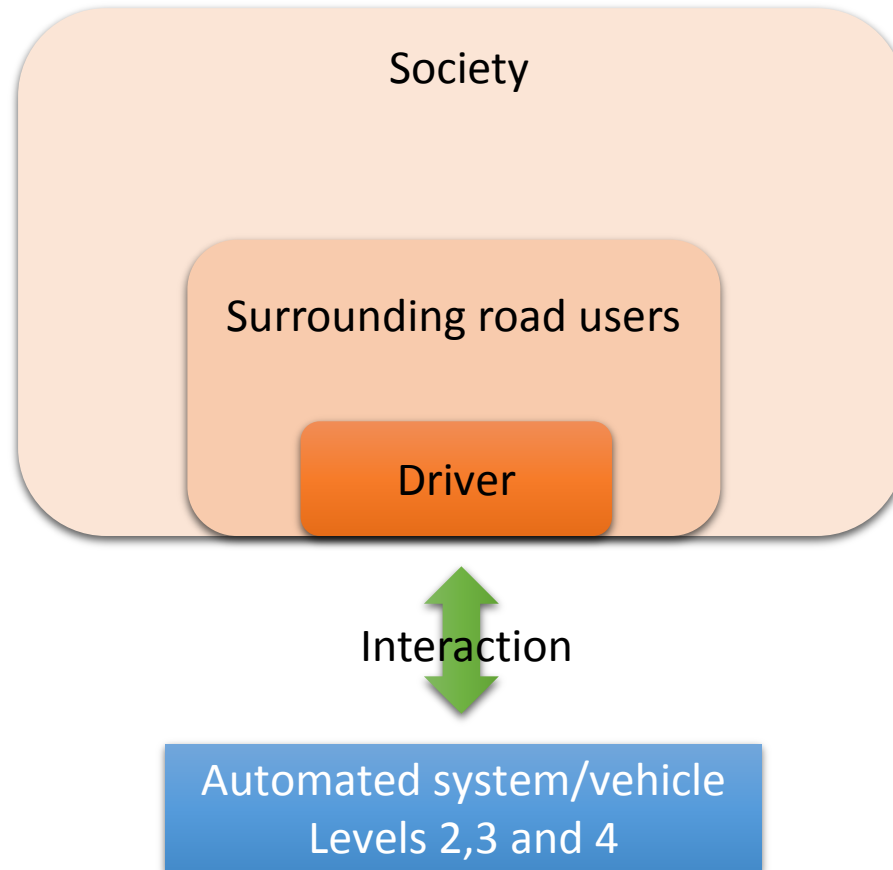 Society
Surrounding road users
Driver
Interaction
Automated system/vehicle
Levels 2,3 and 4